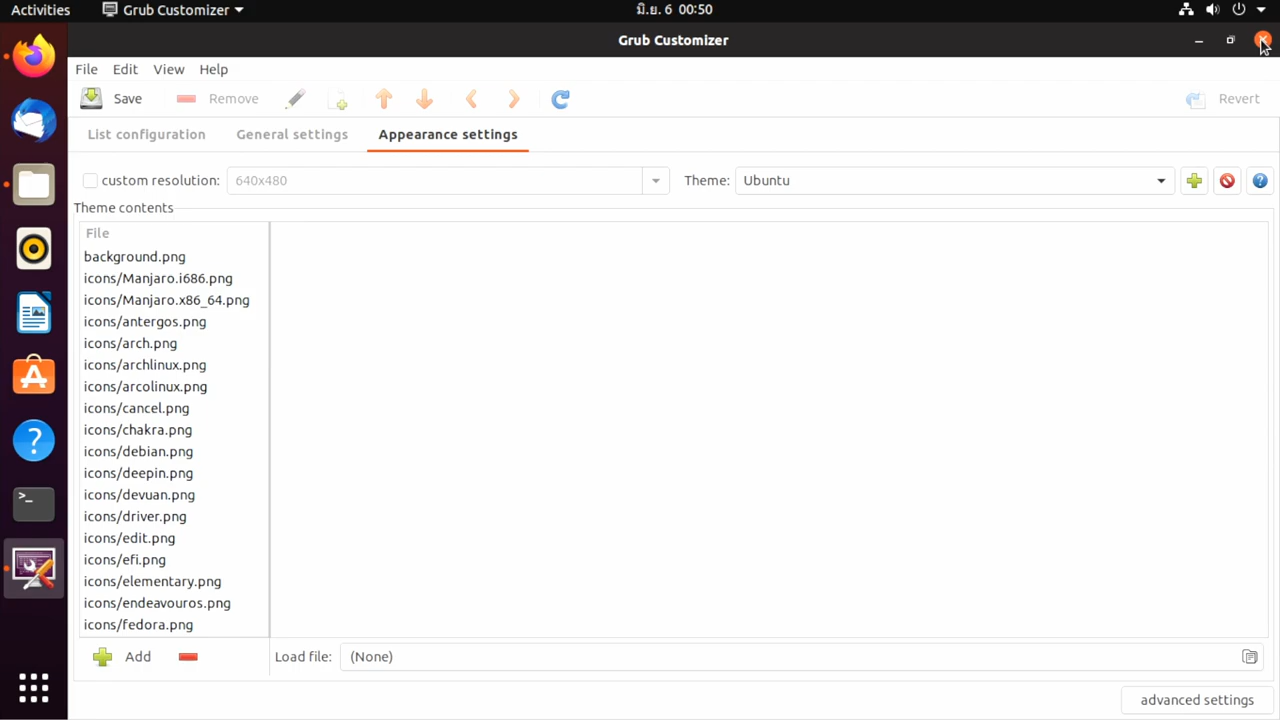 Activities
Grub Customizer
มิ.ย. 6 00:50
Grub Customizer
File Edit View Help
Save Remove Revert
List configuration General settings Appearance settings
custom resolution: 640x480 Theme: Ubuntu
Theme contents
File
background.png
icons/Manjaro.i686.png
icons/Manjaro.x86_64.png
icons/antergos.png
icons/arch.png
icons/archlinux.png
icons/arcolinux.png
icons/cancel.png
icons/chakra.png
icons/debian.png
icons/deepin.png
icons/devuan.png
icons/driver.png
icons/edit.png
icons/efi.png
icons/elementary.png
icons/endeavouros.png
icons/fedora.png
Add Load file: (None)
advanced settings